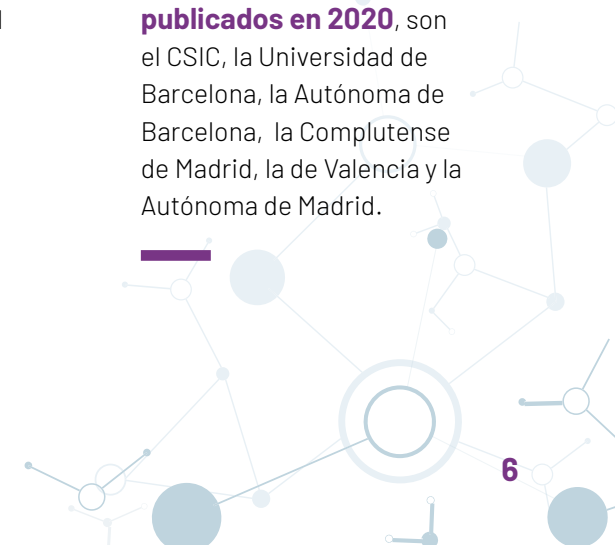 publicados en 2020, son
el CSIC, la Universidad de
Barcelona, la Autónoma de
Barcelona, la Complutense
de Madrid, la de Valencia y la
Autónoma de Madrid.
6